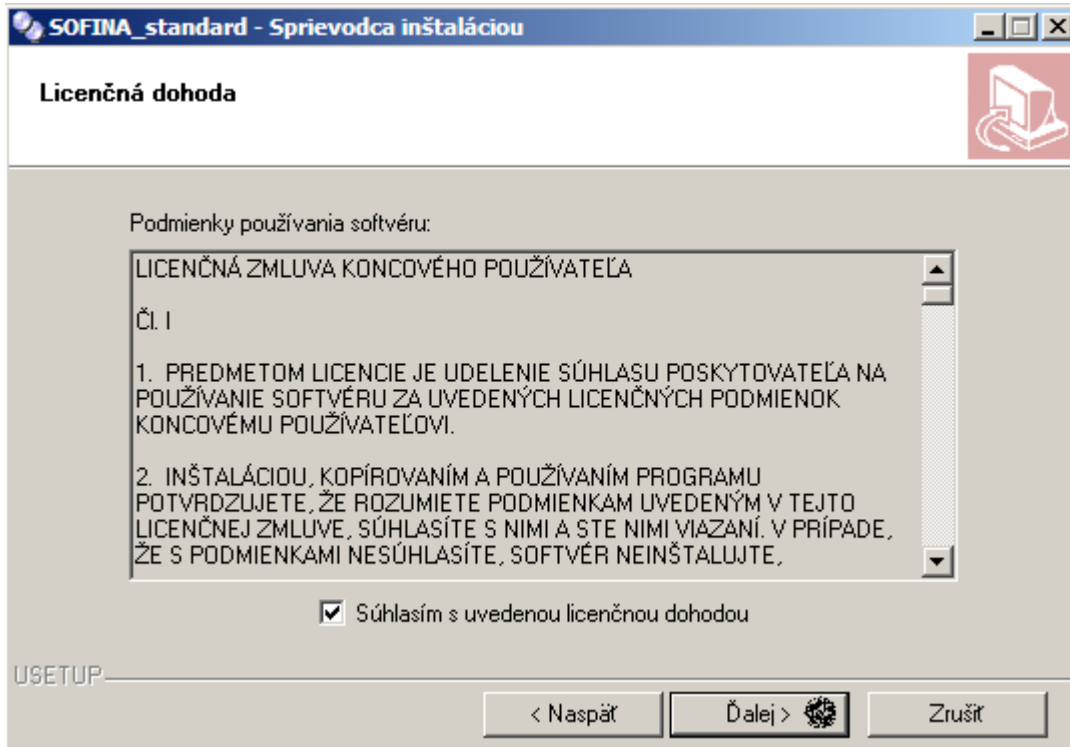 SOFINA_standard - Sprievodca inštaláciou
Licenčná dohoda
Podmienky používania softvéru:
LICENČNÁ ZMLUVA KONCOVÉHO POUŽÍVATEĽA
Čl. I
1. PREDMETOM LICENCIE JE UDELENIE SÚHLASU POSKYTOVATEĽA NA
POUŽÍVANIE SOFTVÉRU ZA UVEDENÝCH LICENČNÝCH PODMIENOK
KONCOVÉMU POUŽÍVATEĽOVI.
2. INŠTALÁCIOU, KOPÍROVANÍM A POUŽÍVANÍM PROGRAMU
POTVRDZUJETE, ŽE ROZUMIETE PODMIENKAM UVEDENÝM V TEJTO
LICENČNEJ ZMLUVE, SÚHLASÍTE S NIMI A STE NIMI VIAZANÍ. V PRÍPADE,
ŽE S PODMIENKAMI NESÚHLASÍTE, SOFTVÉR NEINŠTALUJTE,
Súhlasím s uvedenou licenčnou dohodou
USETUP
< Naspäť Ďalej > Zrušiť